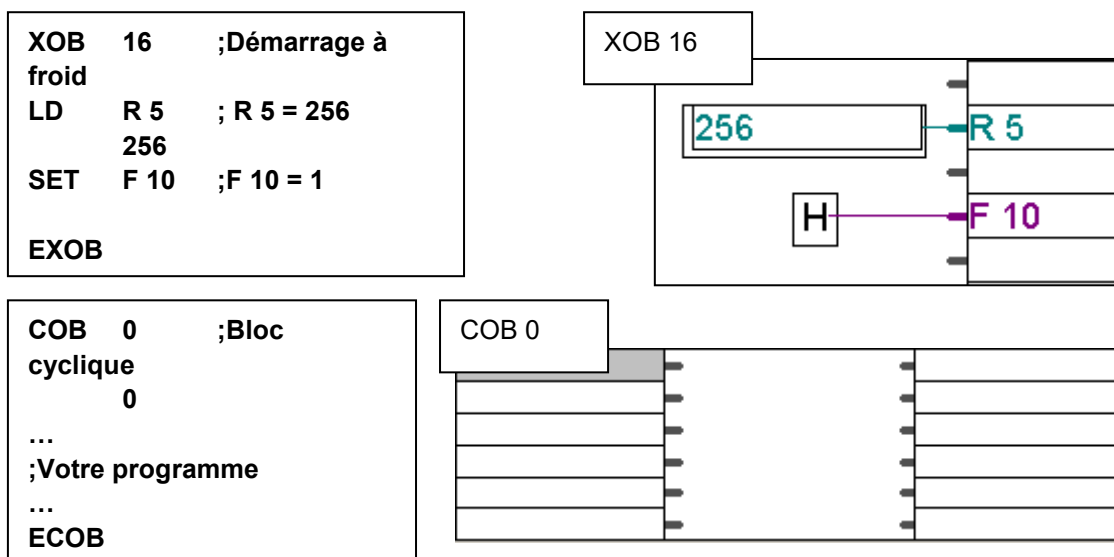 XOB 16 ;Démarrage à
froid
LD R 5 ; R 5 = 256
256
SET F 10 ;F 10 = 1
EXOB
XOB 16
256
R 5
H
F 10
COB 0 ;Bloc
cyclique
0
…
;Votre programme
…
ECOB
COB 0